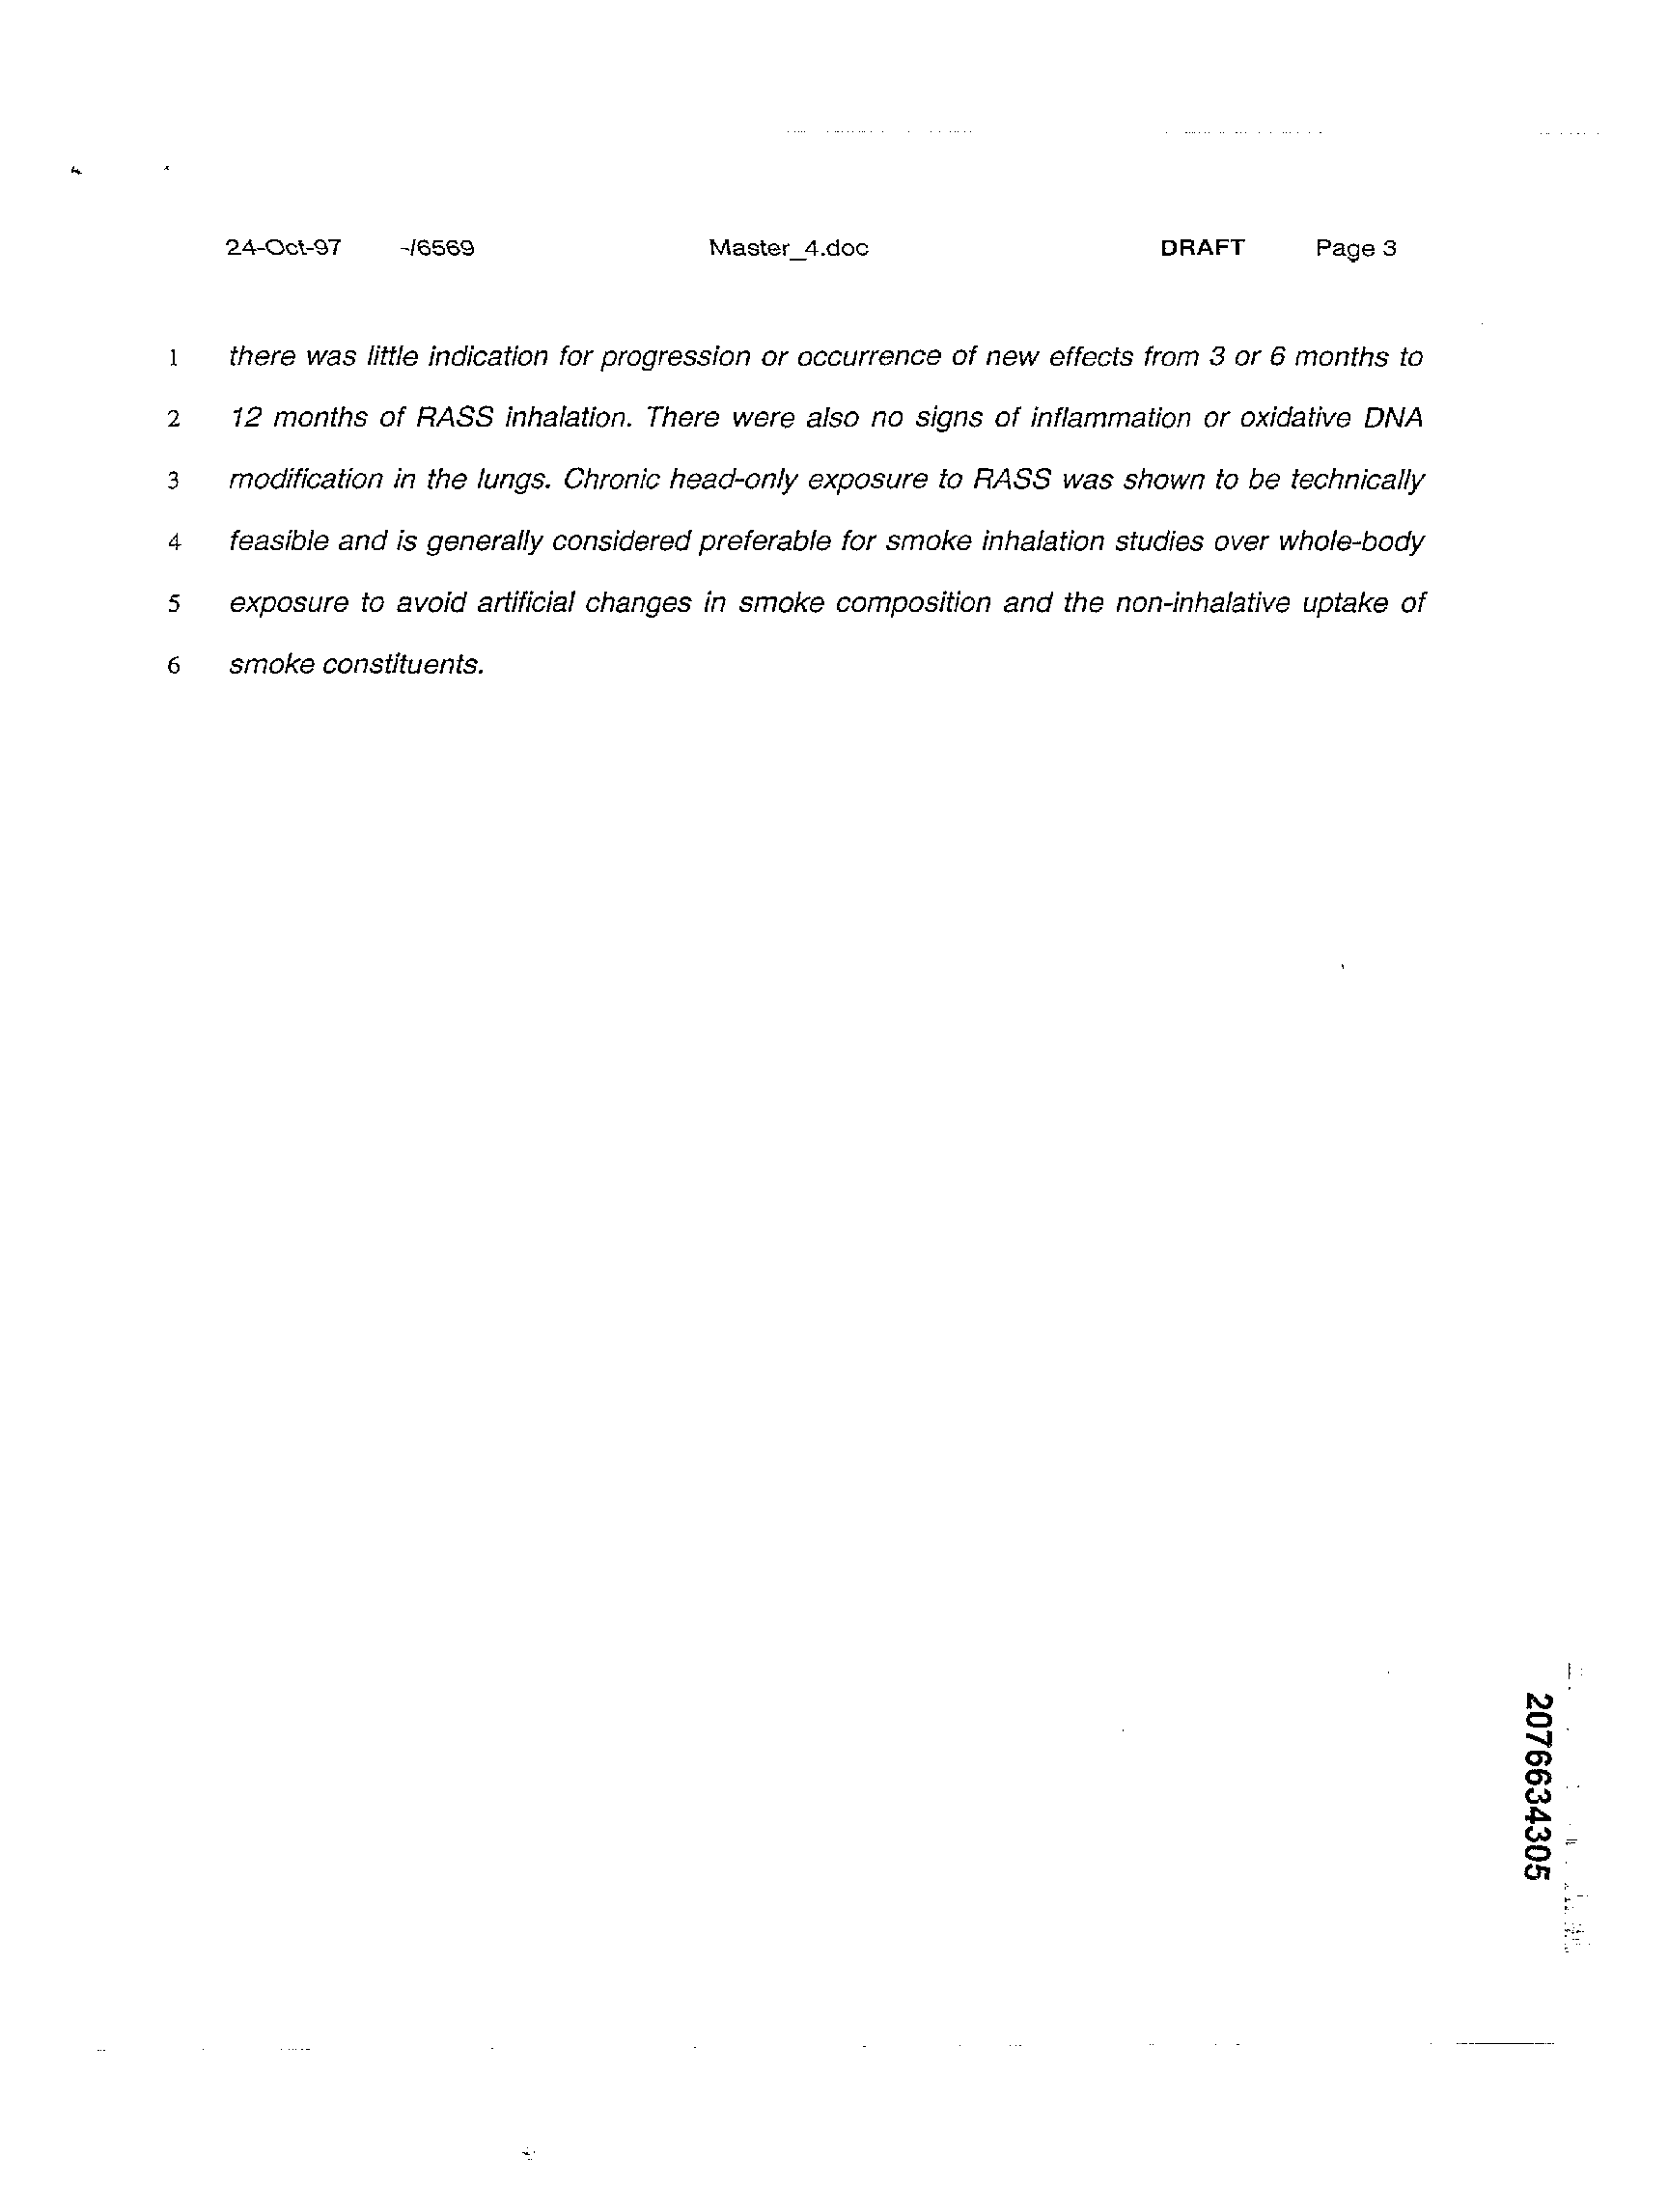 24-Oct-97 -/6569 Master_4.doc DRAFT Page 3
1 there was little indication for progression or occurrence of new effects from 3 or 6 months to
2 12 months of RASS inhalation. There were also no signs of inflammation or oxidative DNA
3 modification in the lungs. Chronic head-only exposure to RASS was shown to be technically
4 feasible and is generally considered preferable for smoke inhalation studies over whole-body
5 exposure to avoid artificial changes in smoke composition and the non-inhalative uptake of
6 smoke constituents.
2076634305